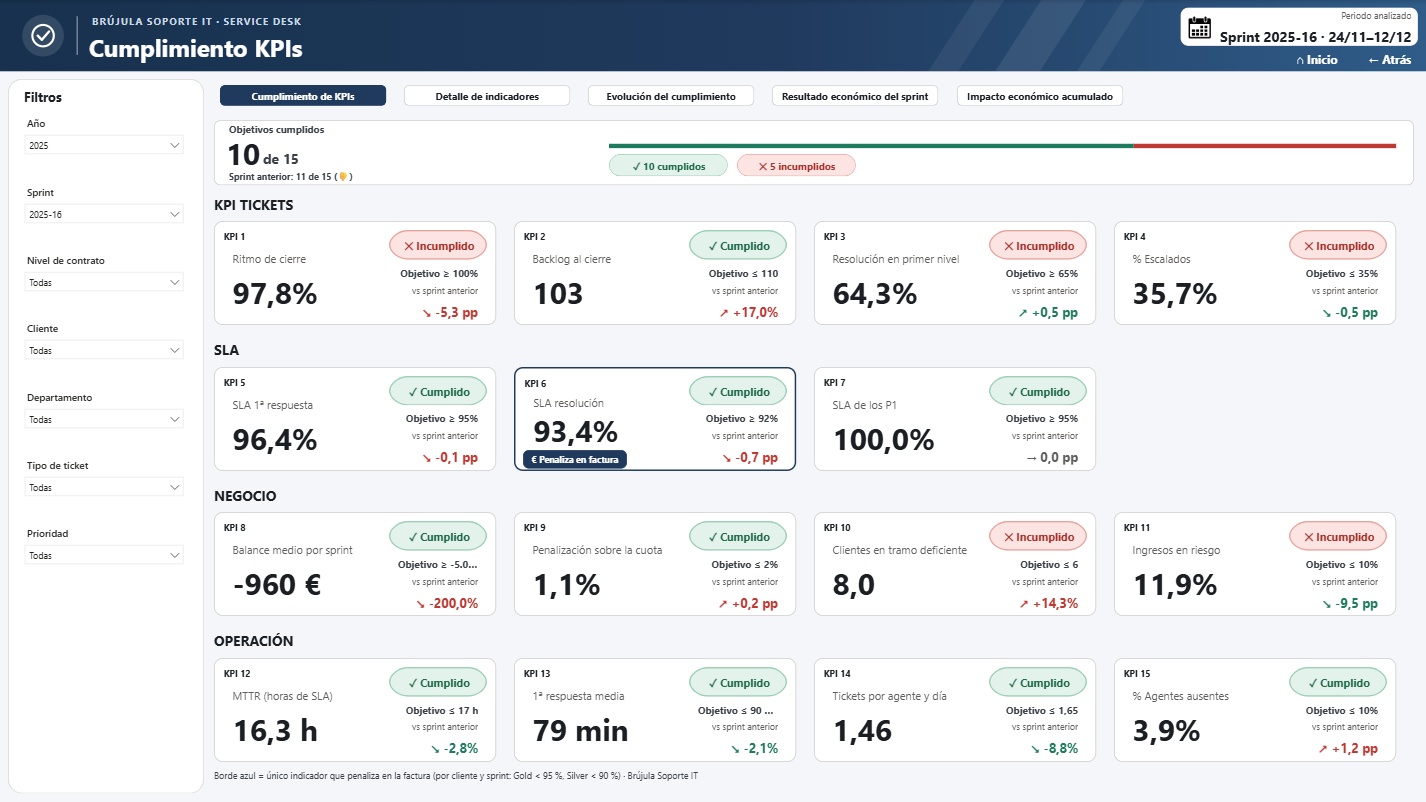 BRÚJULA SOPORTE IT · SERVICE DESK
Cumplimiento KPIs
Periodo analizado
Sprint 2025-16 · 24/11–12/12
∩ Inicio
← Atrás
Filtros
Año
2025
Sprint
2025-16
Nivel de contrato
Todas
Cliente
Todas
Departamento
Todas
Tipo de ticket
Todas
Prioridad
Todas
Cumplimiento de KPIs
Detalle de indicadores
Evolución del cumplimiento
Resultado económico del sprint
Impacto económico acumulado
Objetivos cumplidos
10 de 15
Sprint anterior: 11 de 15 (👎)
✓ 10 cumplidos
✕ 5 incumplidos
KPI TICKETS
KPI 1
✕ Incumplido
Ritmo de cierre
Objetivo ≥ 100%
vs sprint anterior
97,8%
↘ -5,3 pp
KPI 2
✓ Cumplido
Backlog al cierre
Objetivo ≤ 110
vs sprint anterior
103
↗ +17,0%
KPI 3
✕ Incumplido
Resolución en primer nivel
Objetivo ≥ 65%
vs sprint anterior
64,3%
↗ +0,5 pp
KPI 4
✕ Incumplido
% Escalados
Objetivo ≤ 35%
vs sprint anterior
35,7%
↘ -0,5 pp
SLA
KPI 5
✓ Cumplido
SLA 1ª respuesta
Objetivo ≥ 95%
vs sprint anterior
96,4%
↘ -0,1 pp
KPI 6
✓ Cumplido
SLA resolución
Objetivo ≥ 92%
vs sprint anterior
93,4%
€ Penaliza en factura
↘ -0,7 pp
KPI 7
✓ Cumplido
SLA de los P1
Objetivo ≥ 95%
vs sprint anterior
100,0%
→ 0,0 pp
NEGOCIO
KPI 8
✓ Cumplido
Balance medio por sprint
Objetivo ≥ -5.0...
vs sprint anterior
-960 €
↘ -200,0%
KPI 9
✓ Cumplido
Penalización sobre la cuota
Objetivo ≤ 2%
vs sprint anterior
1,1%
↗ +0,2 pp
KPI 10
✕ Incumplido
Clientes en tramo deficiente
Objetivo ≤ 6
vs sprint anterior
8,0
↗ +14,3%
KPI 11
✕ Incumplido
Ingresos en riesgo
Objetivo ≤ 10%
vs sprint anterior
11,9%
↘ -9,5 pp
OPERACIÓN
KPI 12
✓ Cumplido
MTTR (horas de SLA)
Objetivo ≤ 17 h
vs sprint anterior
16,3 h
↘ -2,8%
KPI 13
✓ Cumplido
1ª respuesta media
Objetivo ≤ 90 ...
vs sprint anterior
79 min
↘ -2,1%
KPI 14
✓ Cumplido
Tickets por agente y día
Objetivo ≤ 1,65
vs sprint anterior
1,46
↘ -8,8%
KPI 15
✓ Cumplido
% Agentes ausentes
Objetivo ≤ 10%
vs sprint anterior
3,9%
↗ +1,2 pp
Borde azul = único indicador que penaliza en la factura (por cliente y sprint: Gold < 95 %, Silver < 90 %) · Brújula Soporte IT